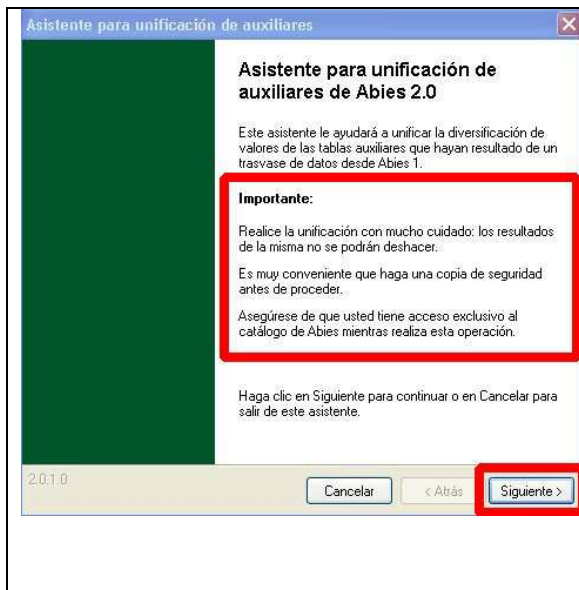 Asistente para unificación de auxiliares
Asistente para unificación de
auxiliares de Abies 2.0
Este asistente le ayudará a unificar la diversificación de
valores de las tablas auxiliares que hayan resultado de un
trasvase de datos desde Abies 1.
Importante:
Realice la unificación con mucho cuidado: los resultados
de la misma no se podrán deshacer.
Es muy conveniente que haga una copia de seguridad
antes de proceder.
Asegúrese de que usted tiene acceso exclusivo al
catálogo de Abies mientras realiza esta operación.
Haga clic en Siguiente para continuar o en Cancelar para
salir de este asistente.
2.0.1.0
Cancelar
< Atrás
Siguiente >